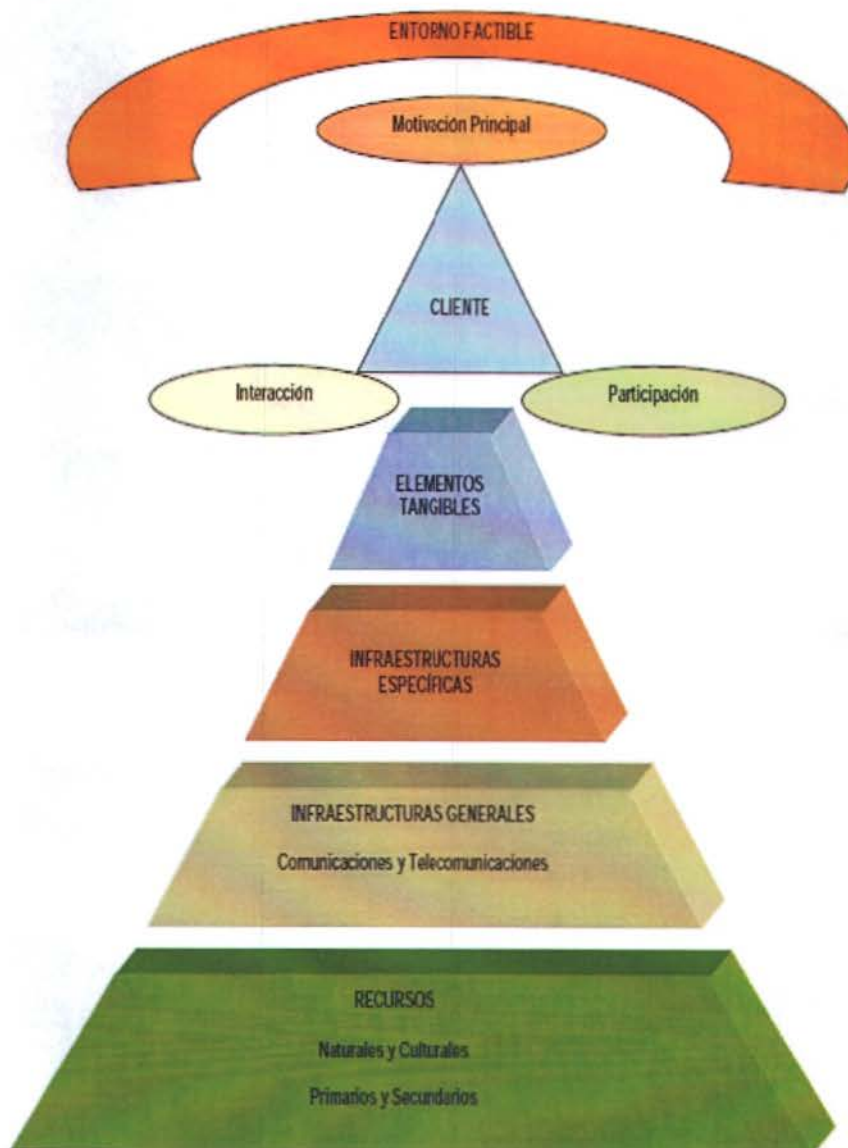 ENTORNO FACTIBLE
Motivación Principal
CLIENTE
Interacción
Participación
ELEMENTOS
TANGIBLES
INFRAESTRUCTURAS
ESPECÍFICAS
INFRAESTRUCTURAS GENERALES
Comunicaciones y Telecomunicaciones
RECURSOS
Naturales y Culturales
Primarios y Secundarios